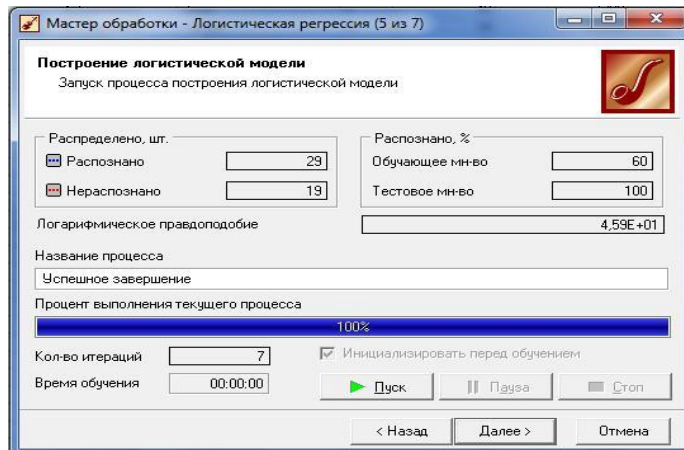 Мастер обработки - Логистическая регрессия (5 из 7)
Построение логистической модели
Запуск процесса построения логистической модели
Распределено, шт.
Распознано 29
Нераспознано 19
Распознано, %
Обучающее мн-во 60
Тестовое мн-во 100
Логарифмическое правдоподобие 4,59E+01
Название процесса
Успешное завершение
Процент выполнения текущего процесса
100%
Кол-во итераций 7
Инициализировать перед обучением
Время обучения 00:00:00
Пуск Пауза Стоп
< Назад Далее > Отмена